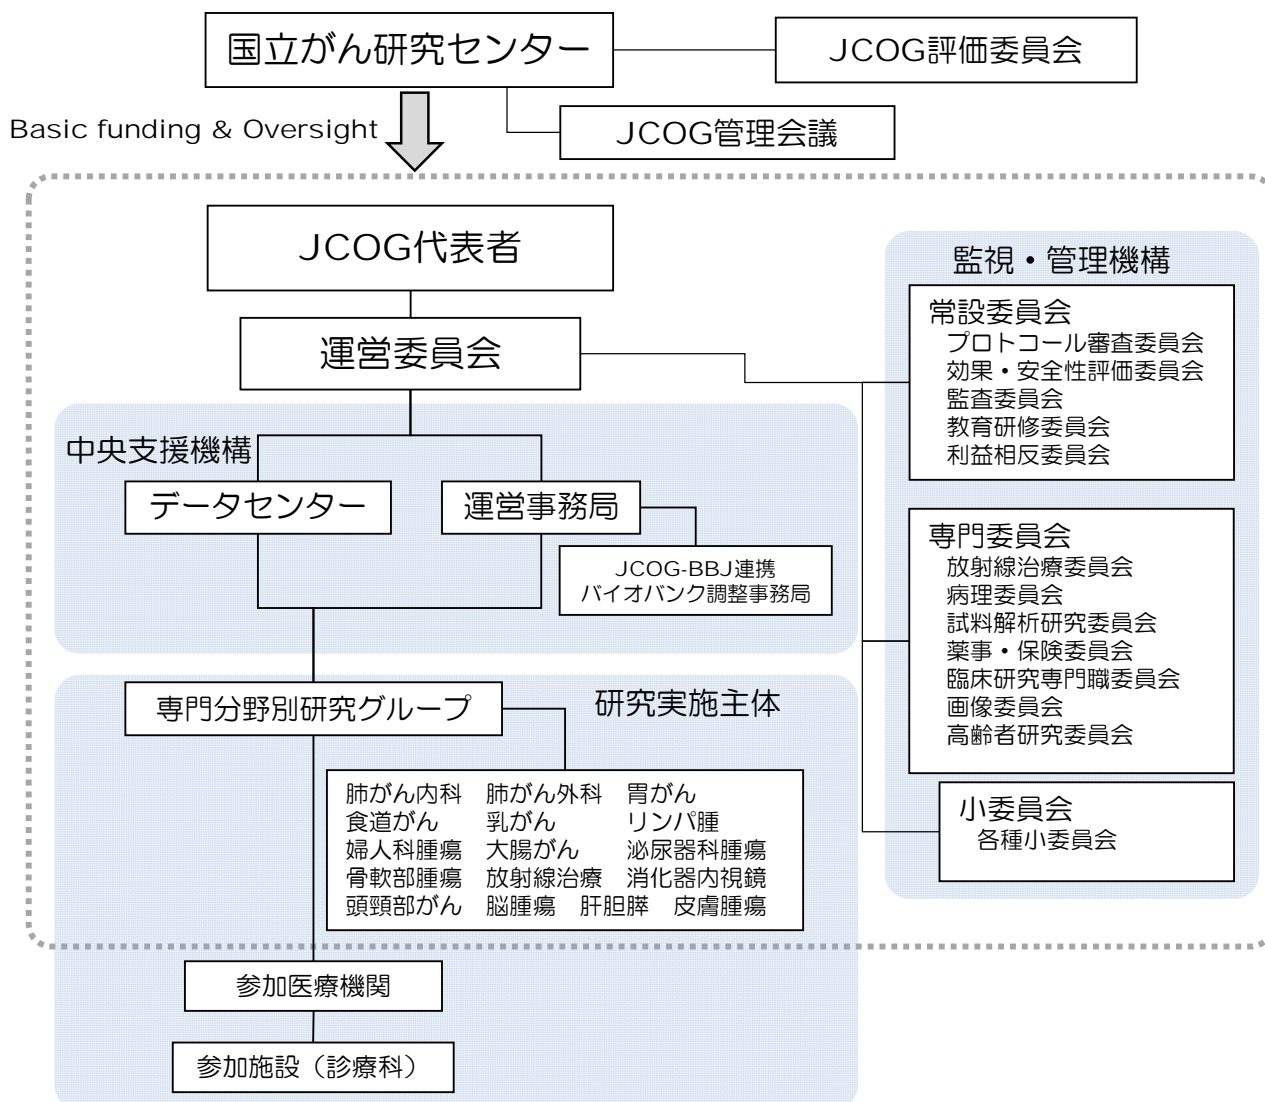 国立がん研究センター
JCOG評価委員会
Basic funding & Oversight
JCOG管理会議
JCOG代表者
運営委員会
中央支援機構
データセンター
運営事務局
JCOG-BBJ連携
バイオバンク調整事務局
専門分野別研究グループ
研究実施主体
肺がん内科 肺がん外科 胃がん
食道がん 乳がん リンパ腫
婦人科腫瘍 大腸がん 泌尿器科腫瘍
骨軟部腫瘍 放射線治療 消化器内視鏡
頭頸部がん 脳腫瘍 肝胆膵 皮膚腫瘍
参加医療機関
参加施設（診療科）
監視・管理機構
常設委員会
プロトコール審査委員会
効果・安全性評価委員会
監査委員会
教育研修委員会
利益相反委員会
専門委員会
放射線治療委員会
病理委員会
試料解析研究委員会
薬事・保険委員会
臨床研究専門職委員会
画像委員会
高齢者研究委員会
小委員会
各種小委員会